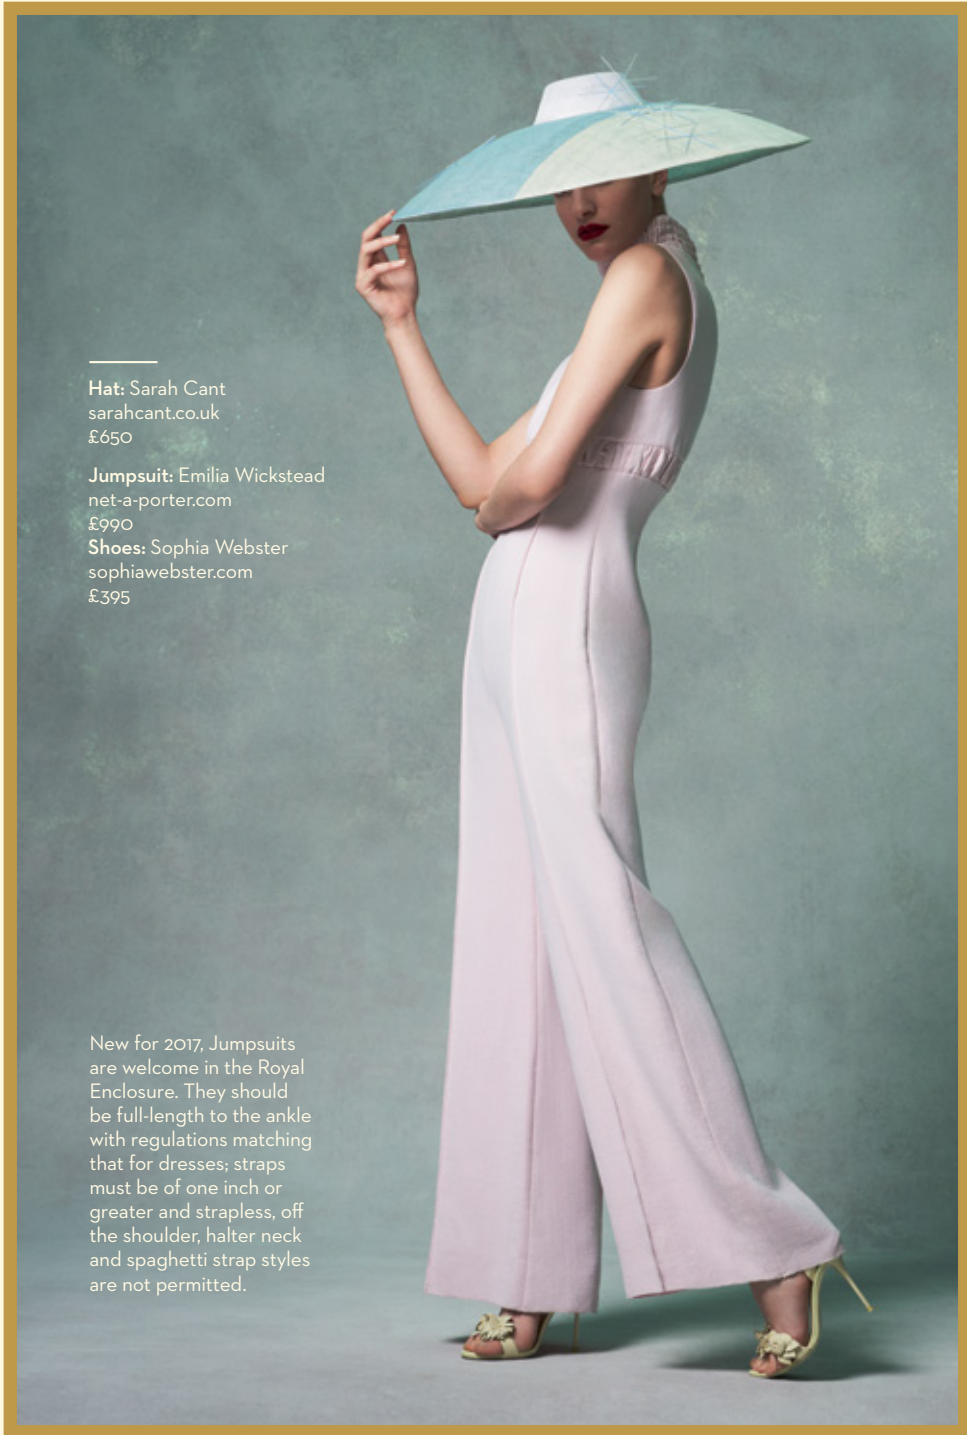 Hat: Sarah Cant
sarahcant.co.uk
£650
Jumpsuit: Emilia Wickstead
net-a-porter.com
£990
Shoes: Sophia Webster
sophiawebster.com
£395
New for 2017, Jumpsuits
are welcome in the Royal
Enclosure. They should
be full-length to the ankle
with regulations matching
that for dresses; straps
must be of one inch or
greater and strapless, off
the shoulder, halter neck
and spaghetti strap styles
are not permitted.